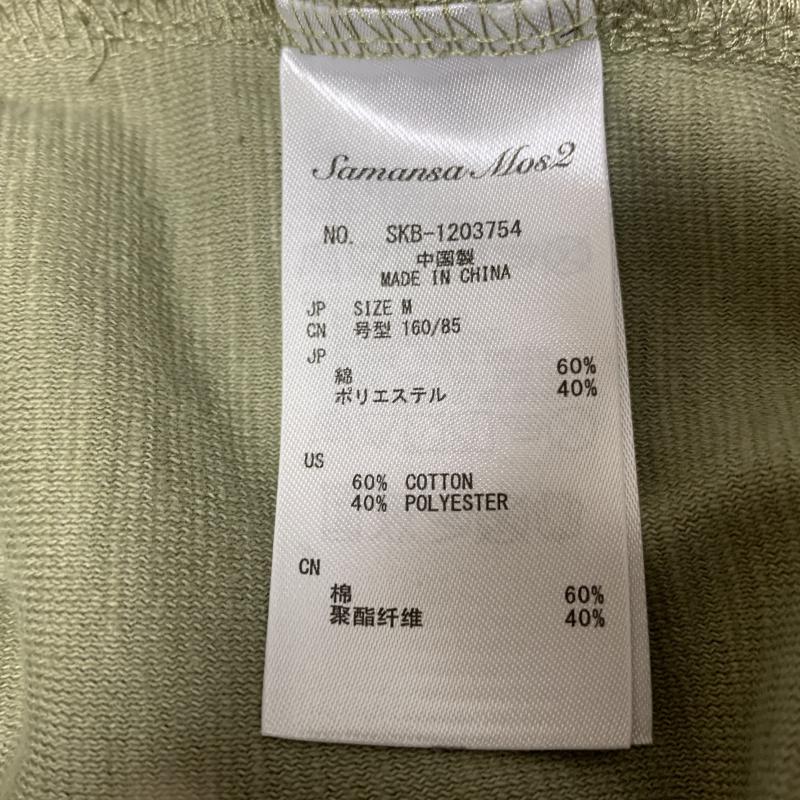 Samansa Mos2
NO. SKB-1203754
中国製
MADE IN CHINA
JP SIZE M
CN 号型 160/85
JP
綿 60%
ポリエステル 40%
US
60% COTTON
40% POLYESTER
CN
棉 60%
聚酯纤维 40%